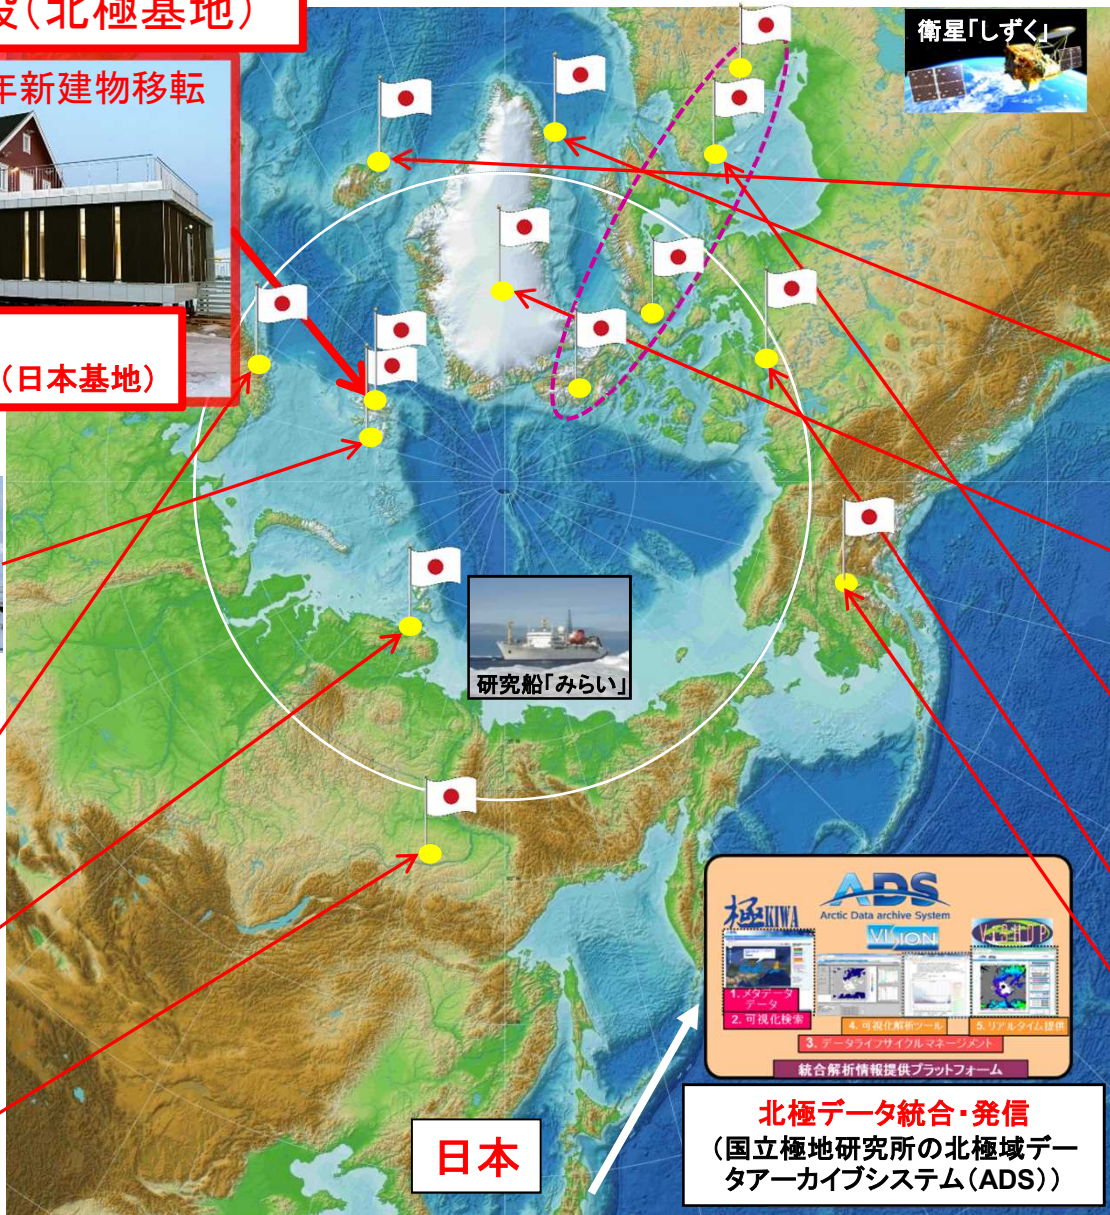 設(北極基地)
年新建物移転
(日本基地)
衛星「しずく」
研究船「みらい」
極KIWA
ADS
Arctic Data archive System
VISION
VISHOP
1. メタデータ
データ
2. 可視化検索
4. 可視化解析ツール
5. リアルタイム提供
3. データライフサイクルマネージメント
統合解析情報提供プラットフォーム
北極データ統合・発信
(国立極地研究所の北極域デー
タアーカイブシステム(ADS))
日本